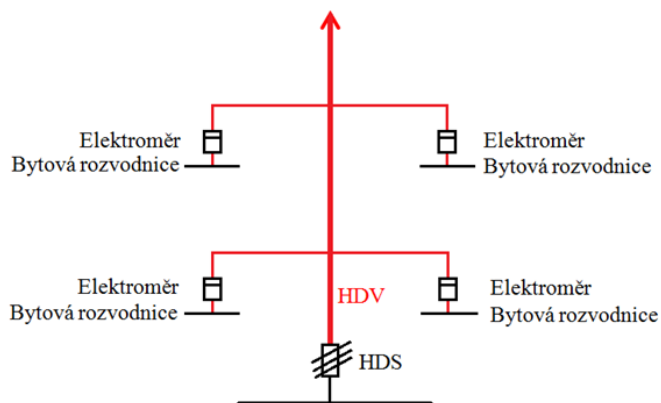 Elektroměr
Bytová rozvodnice
Elektroměr
Bytová rozvodnice
Elektroměr
Bytová rozvodnice
HDV
Elektroměr
Bytová rozvodnice
HDS